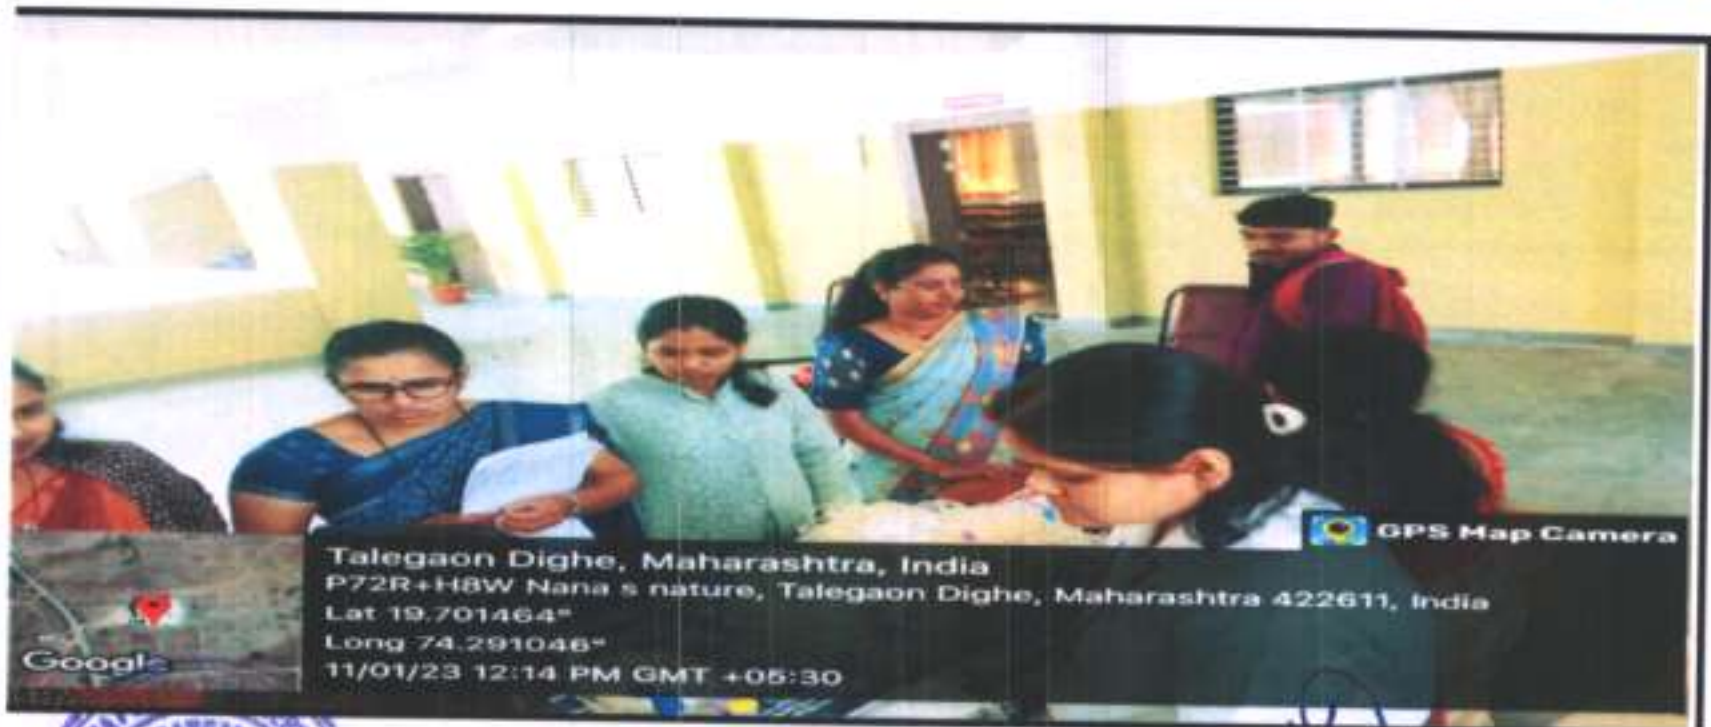 GPS Map Camera
Talegaon Dighe, Maharashtra, India
P72R+H8W Nana s nature, Talegaon Dighe, Maharashtra 422611, India
Lat 19.701464°
Long 74.291046°
11/01/23 12:14 PM GMT +05:30
Google